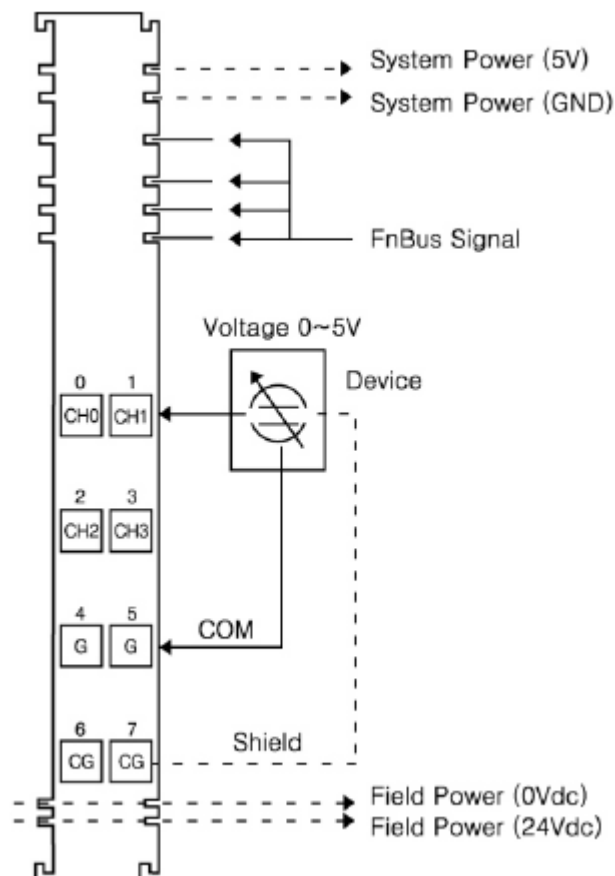 System Power (5V)
System Power (GND)
FnBus Signal
Voltage 0~5V
Device
0 1
CH0 CH1
2 3
CH2 CH3
4 5
G G
COM
6 7
CG CG
Shield
Field Power (0Vdc)
Field Power (24Vdc)